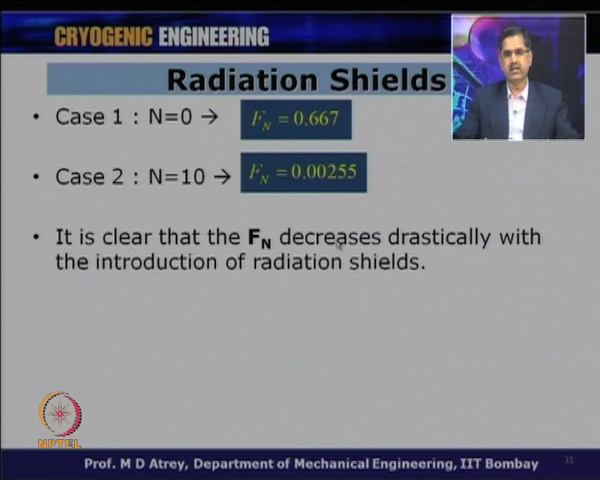 CRYOGENIC ENGINEERING
Radiation Shields
• Case 1 : N=0 → F_N = 0.667
• Case 2 : N=10 → F_N = 0.00255
• It is clear that the F_N decreases drastically with
the introduction of radiation shields.
NPTEL
Prof. M D Atrey, Department of Mechanical Engineering, IIT Bombay
31